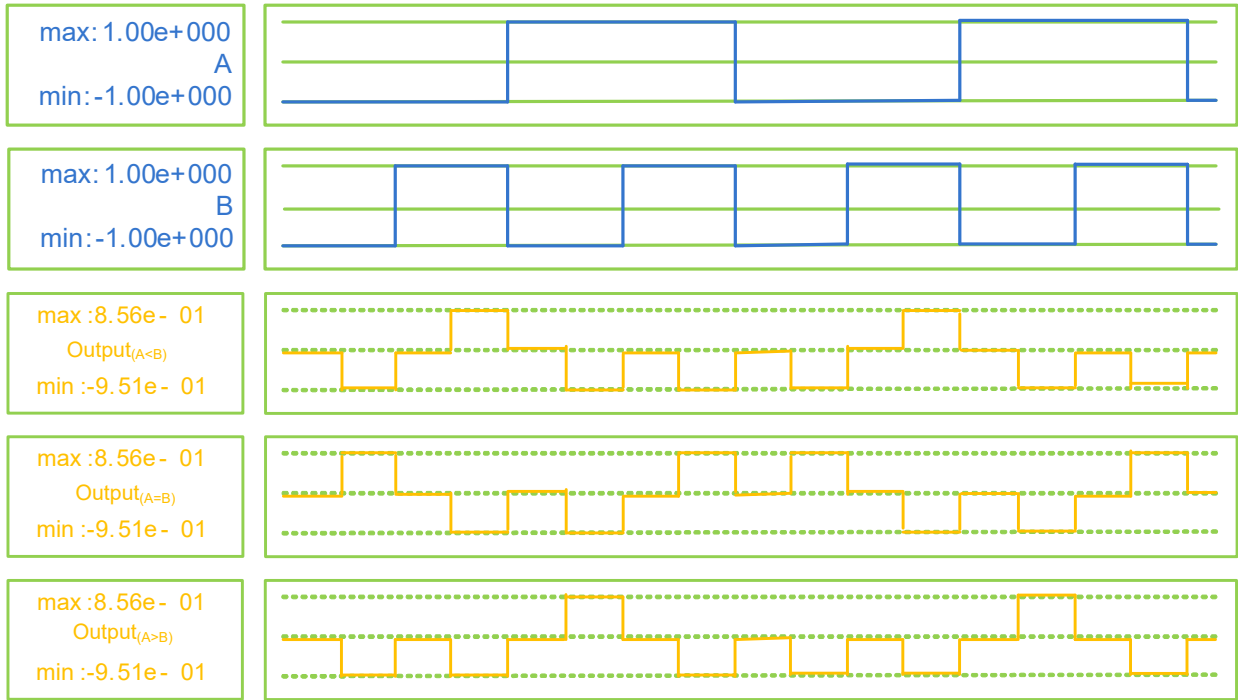 max: 1.00e+000
A
min:-1.00e+000
max: 1.00e+000
B
min:-1.00e+000
max :8.56e- 01
Output(A<B)
min :-9.51e- 01
max :8.56e- 01
Output(A=B)
min :-9.51e- 01
max :8.56e- 01
Output(A>B)
min :-9.51e- 01